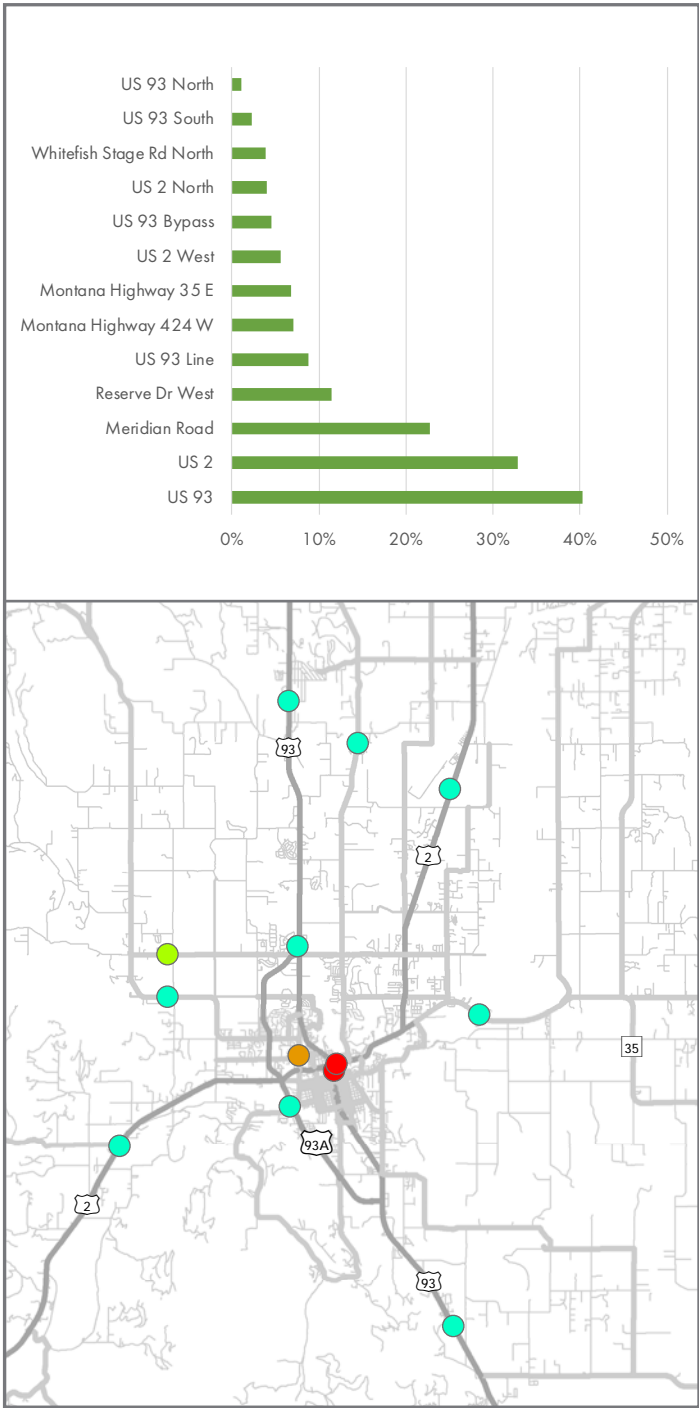 US 93 North
US 93 South
Whitefish Stage Rd North
US 2 North
US 93 Bypass
US 2 West
Montana Highway 35 E
Montana Highway 424 W
US 93 Line
Reserve Dr West
Meridian Road
US 2
US 93
0% 10% 20% 30% 40% 50%
93
2
35
93A
2
93